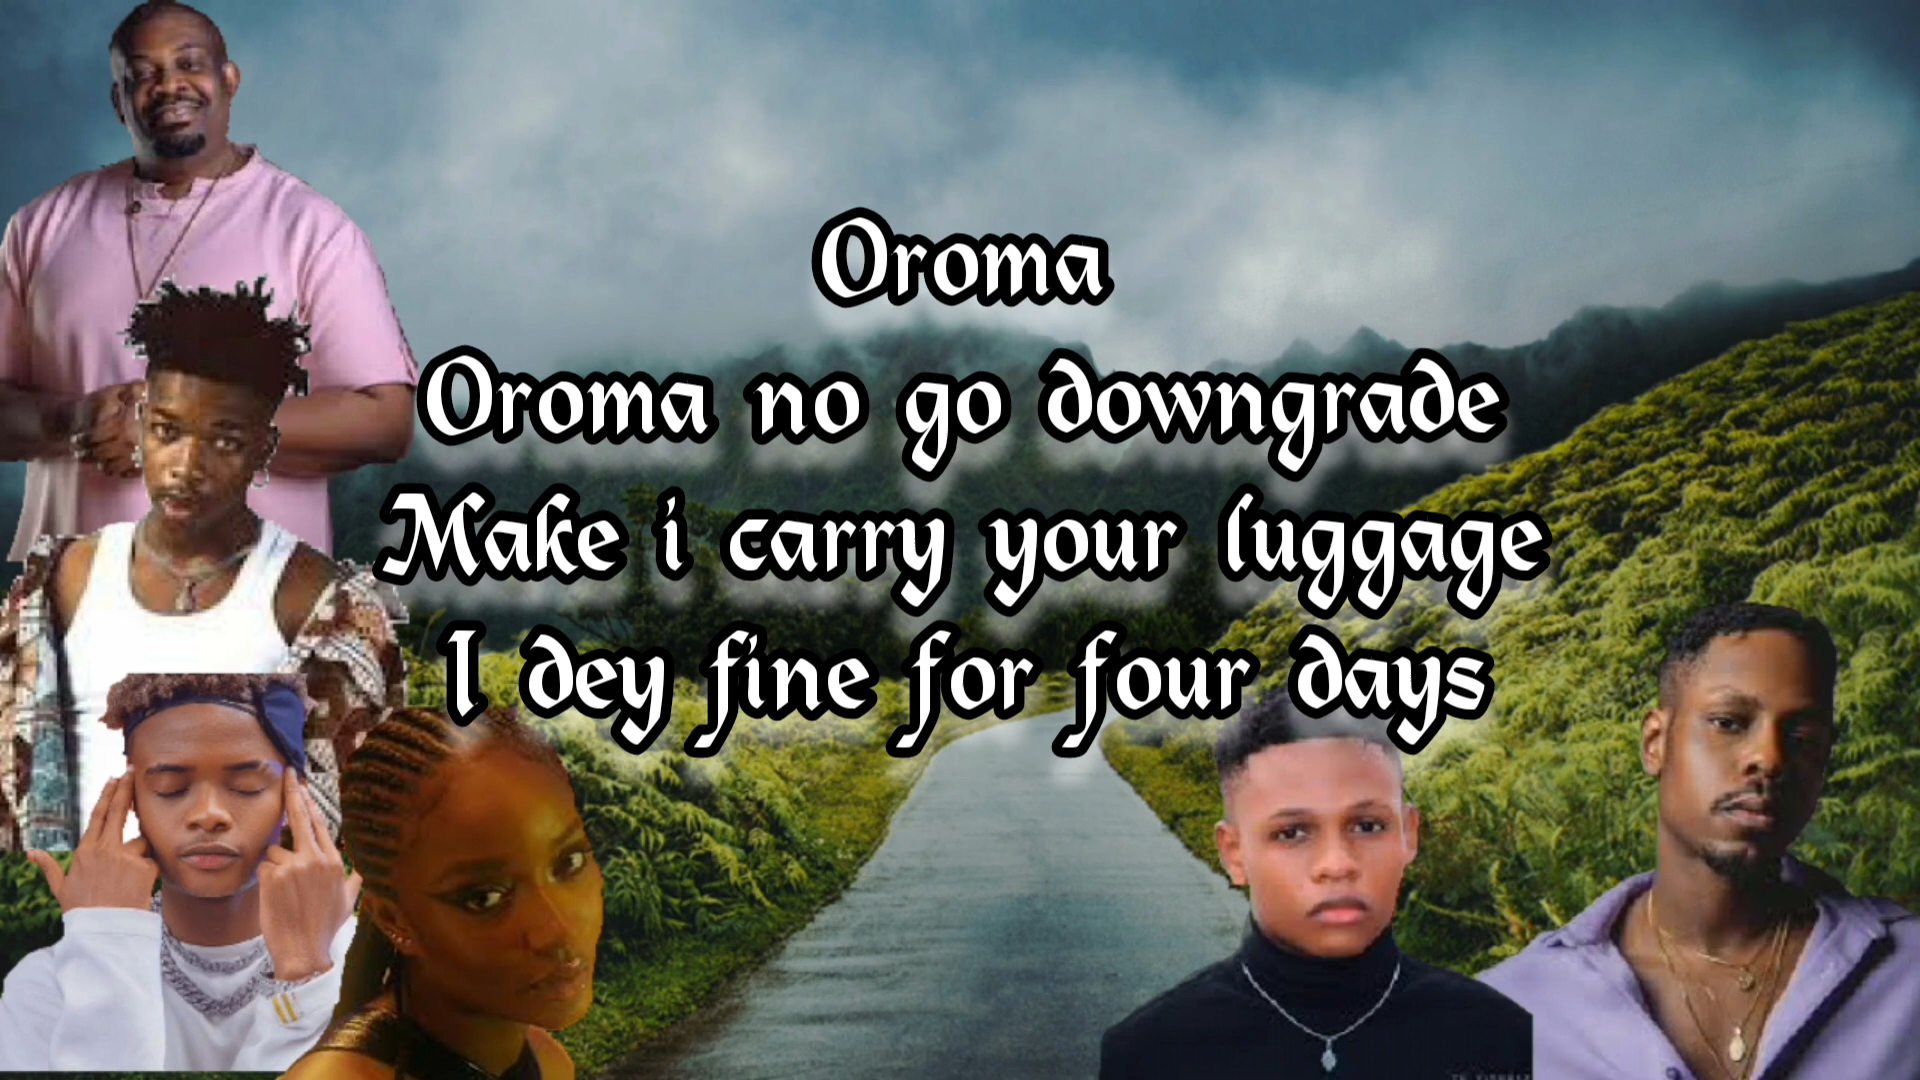 Oroma
Oroma no go downgrade
Make i carry your luggage
I dey fine for four days